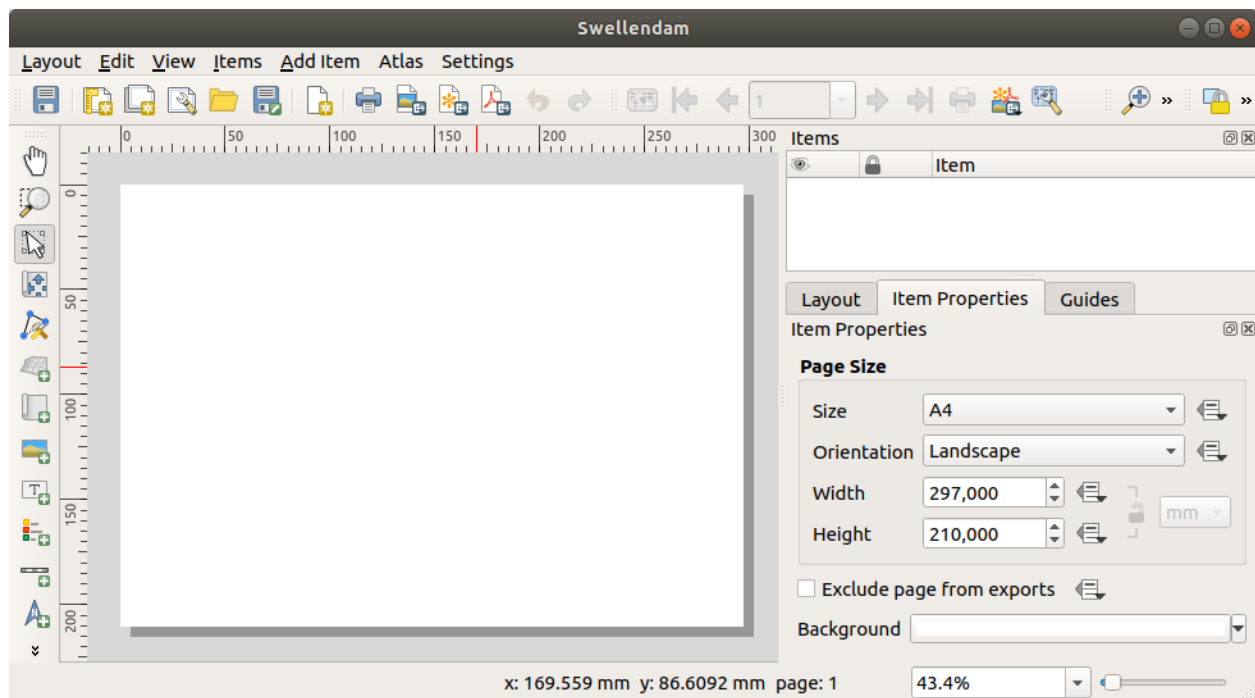 Swellendam
Layout Edit View Items Add Item Atlas Settings
1
0 50 100 150 200 250 300
0
50
100
150
200
Items
Item
Layout Item Properties Guides
Item Properties
Page Size
Size A4
Orientation Landscape
Width 297,000
mm
Height 210,000
Exclude page from exports
Background
x: 169.559 mm y: 86.6092 mm page: 1 43.4%